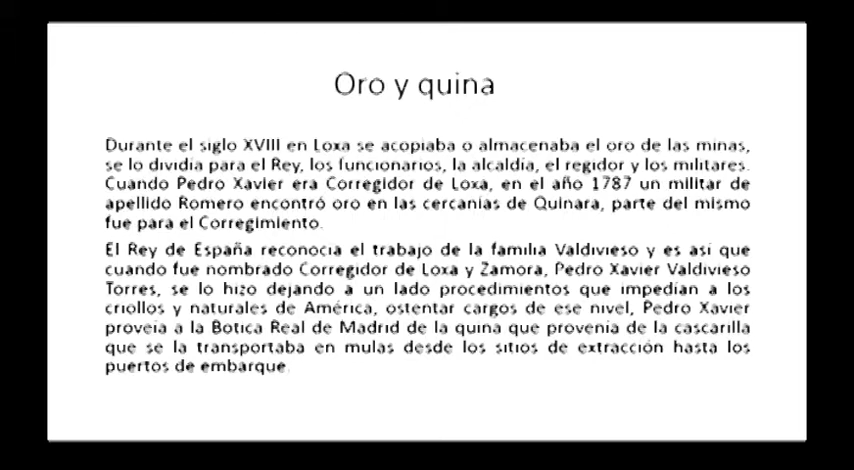 Oro y quina
Durante el siglo XVIII en Loxa se acopiaba o almacenaba el oro de las minas,
se lo dividía para el Rey, los funcionarios, la alcaldía, el regidor y los militares.
Cuando Pedro Xavier era Corregidor de Loxa, en el año 1787 un militar de
apellido Romero encontró oro en las cercanías de Quinara, parte del mismo
fue para el Corregimiento.
El Rey de España reconocía el trabajo de la familia Valdivieso y es así que
cuando fue nombrado Corregidor de Loxa y Zamora, Pedro Xavier Valdivieso
Torres, se lo hizo dejando a un lado procedimientos que impedían a los
criollos y naturales de América, ostentar cargos de ese nivel, Pedro Xavier
proveía a la Botica Real de Madrid de la quina que provenía de la cascarilla
que se la transportaba en mulas desde los sitios de extracción hasta los
puertos de embarque.